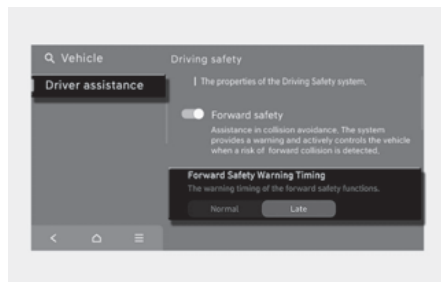 Vehicle
Driving safety
Driver assistance
The properties of the Driving Safety system.
Forward safety
Assistance in collision avoidance. The system
provides a warning and actively controls the vehicle
when a risk of forward collision is detected.
Forward Safety Warning Timing
The warning timing of the forward safety functions.
Normal
Late